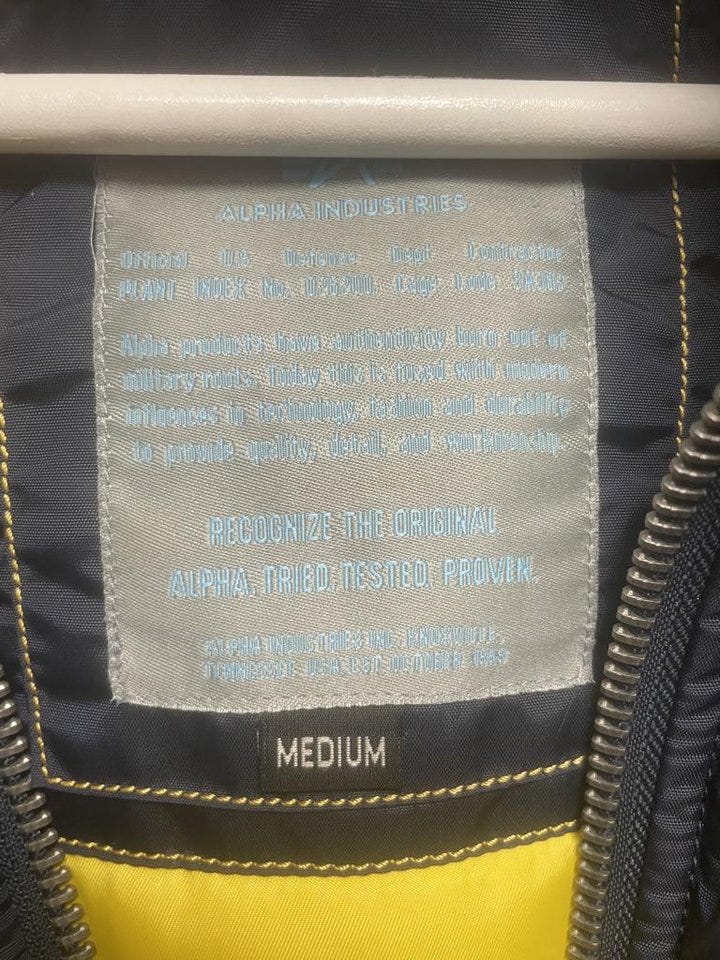 ALPHA INDUSTRIES
Official U.S Defense Dept Contractor
PLANT INDEX No. 026200. Cage Code
Alpha products have authenticity born out of
military roots. Today this is fused with modern
influences in technology, fashion and durability
to provide quality, detail, and workmanship.
RECOGNIZE THE ORIGINAL
ALPHA. TRIED. TESTED. PROVEN.
ALPHA INDUSTRIES INC. KNOXVILLE,
TENNESSEE. USA. EST. OCTOBER 1959
MEDIUM